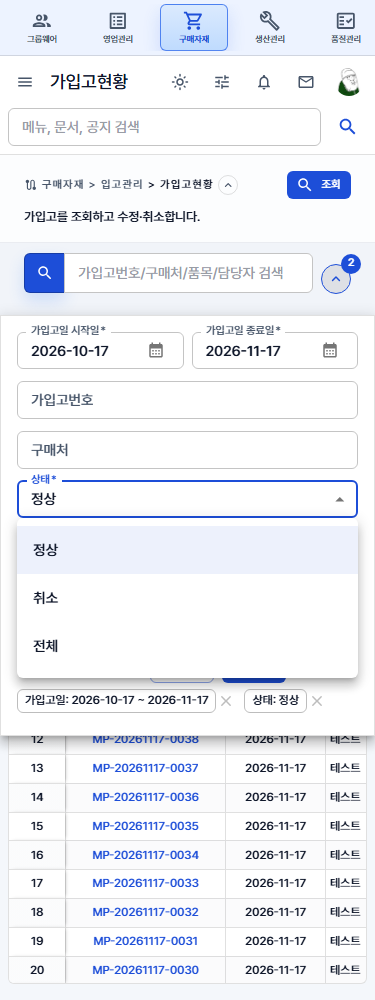 그룹웨어 영업관리 구매자재 생산관리 품질관리
가입고현황
메뉴, 문서, 공지 검색
구매자재 > 입고관리 > 가입고현황 조회
가입고를 조회하고 수정·취소합니다.
가입고번호/구매처/품목/담당자 검색 2
가입고일 시작일* 가입고일 종료일*
2026-10-17 2026-11-17
가입고번호
구매처
상태*
정상
정상
취소
전체
가입고일: 2026-10-17 ~ 2026-11-17 상태: 정상
12 MP-20261117-0038 2026-11-17 테스트
13 MP-20261117-0037 2026-11-17 테스트
14 MP-20261117-0036 2026-11-17 테스트
15 MP-20261117-0035 2026-11-17 테스트
16 MP-20261117-0034 2026-11-17 테스트
17 MP-20261117-0033 2026-11-17 테스트
18 MP-20261117-0032 2026-11-17 테스트
19 MP-20261117-0031 2026-11-17 테스트
20 MP-20261117-0030 2026-11-17 테스트